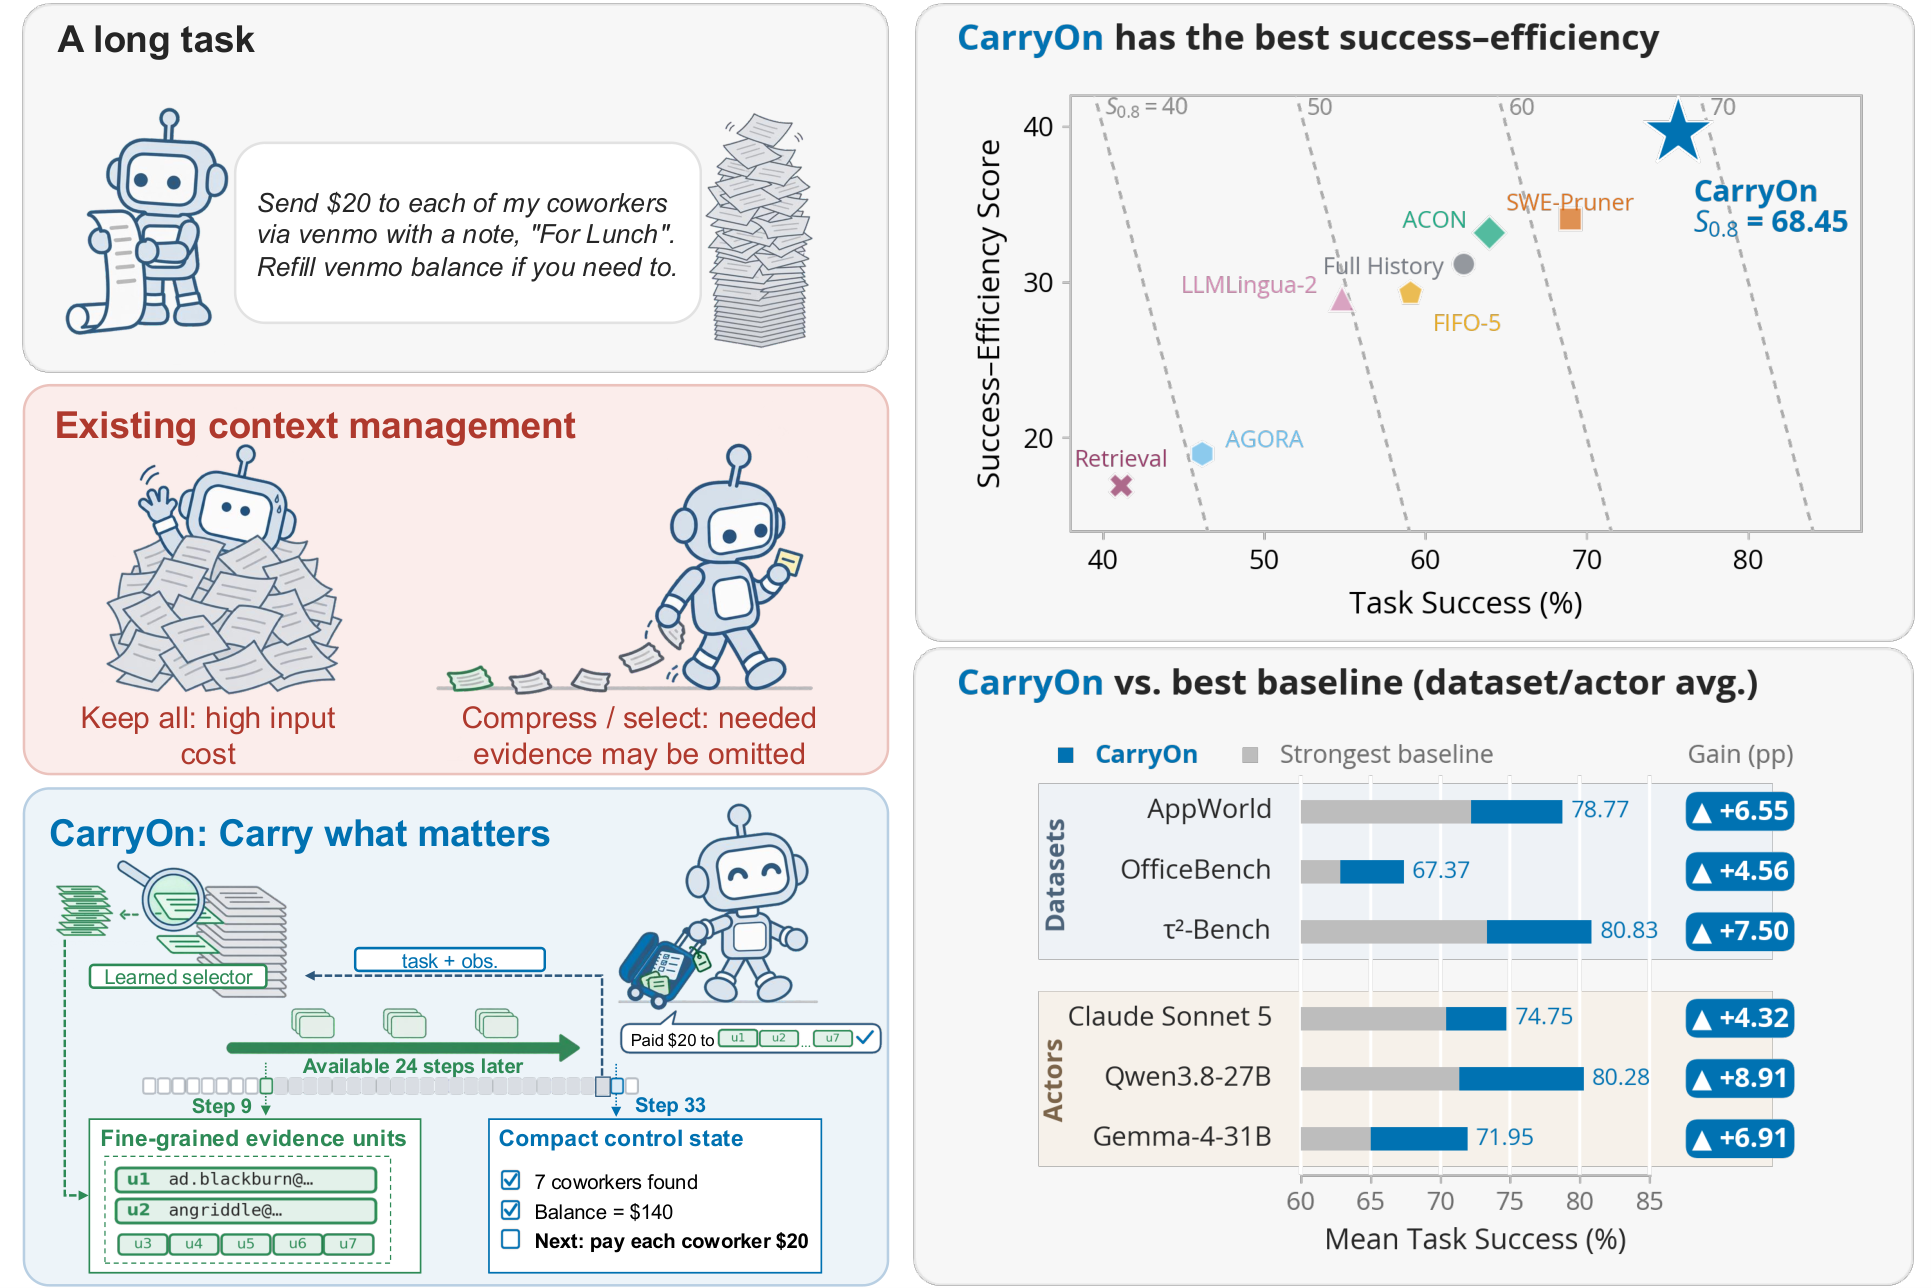 A long task
Send $20 to each of my coworkers
via venmo with a note, "For Lunch".
Refill venmo balance if you need to.
Existing context management
Keep all: high input
cost
Compress / select: needed
evidence may be omitted
CarryOn: Carry what matters
Learned selector
task + obs.
Paid $20 to u1 u2 ... u7
Available 24 steps later
Step 9
Step 33
Fine-grained evidence units
u1 ad.blackburn@…
u2 angriddle@…
u3 u4 u5 u6 u7
Compact control state
7 coworkers found
Balance = $140
Next: pay each coworker $20
CarryOn has the best success–efficiency
S0.8 = 40
50
60
70
40
30
20
Success–Efficiency Score
CarryOn
S0.8 = 68.45
SWE-Pruner
ACON
Full History
LLMLingua-2
FIFO-5
AGORA
Retrieval
40 50 60 70 80
Task Success (%)
CarryOn vs. best baseline (dataset/actor avg.)
CarryOn Strongest baseline Gain (pp)
Datasets
AppWorld 78.77 ▲ +6.55
OfficeBench 67.37 ▲ +4.56
τ²-Bench 80.83 ▲ +7.50
Actors
Claude Sonnet 5 74.75 ▲ +4.32
Qwen3.8-27B 80.28 ▲ +8.91
Gemma-4-31B 71.95 ▲ +6.91
60 65 70 75 80 85
Mean Task Success (%)